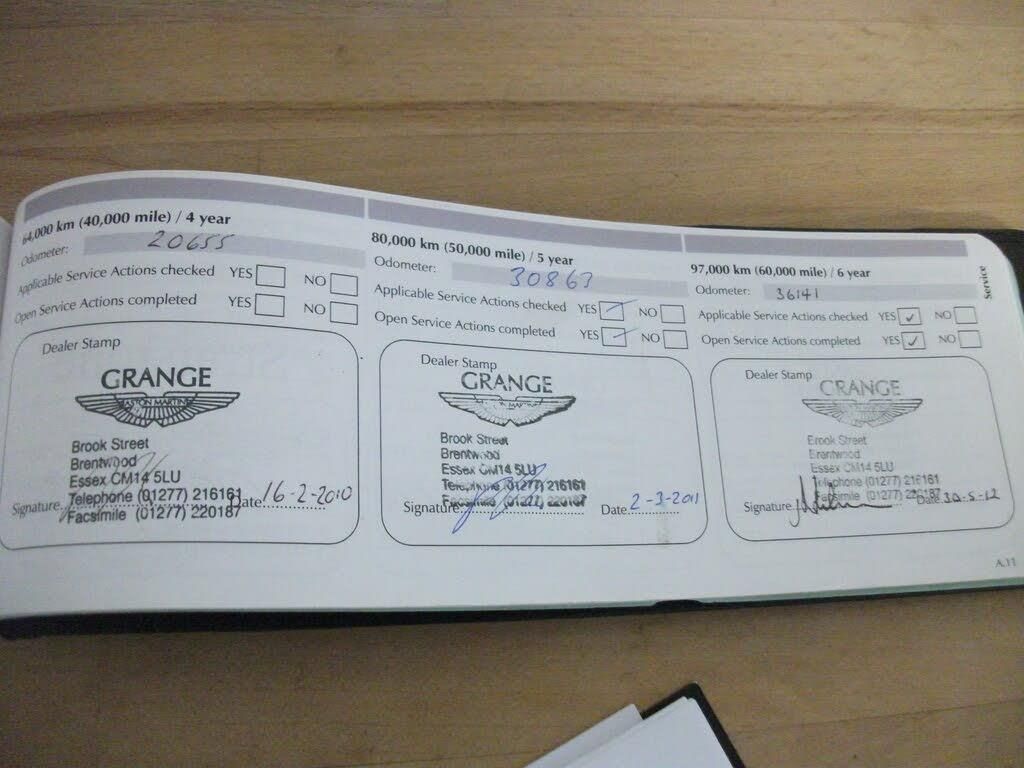 64,000 km (40,000 mile) / 4 year
Odometer: 20655
Applicable Service Actions checked YES NO
Open Service Actions completed YES NO
Dealer Stamp
GRANGE
ASTON MARTIN
Brook Street
Brentwood
Essex CM14 5LU
Telephone (01277) 216161
Signature Date 16-2-2010
Facsimile (01277) 220187
80,000 km (50,000 mile) / 5 year
Odometer: 30863
Applicable Service Actions checked YES ✓ NO
Open Service Actions completed YES ✓ NO
Dealer Stamp
GRANGE
Brook Street
Brentwood
Essex CM14 5LU
Telephone (01277) 216161
Facsimile (01277) 220187
Signature Date 2-3-2011
97,000 km (60,000 mile) / 6 year
Odometer: 36141
Applicable Service Actions checked YES ✓ NO
Open Service Actions completed YES ✓ NO
Dealer Stamp
GRANGE
Brook Street
Brentwood
Essex CM14 5LU
Telephone (01277) 216161
Facsimile (01277) 220187
Signature Date 30-5-12
Service
A.11